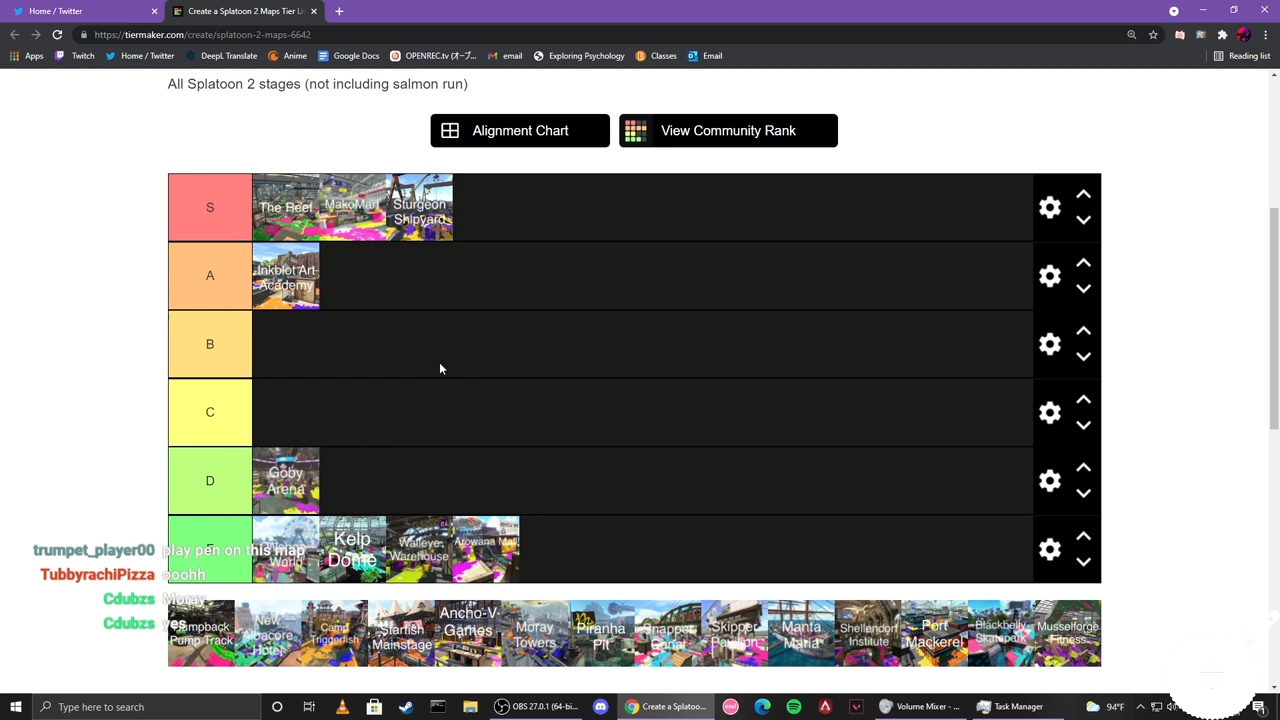 Home / Twitter
Create a Splatoon 2 Maps Tier Li
https://tiermaker.com/create/splatoon-2-maps-6642
Apps Twitch Home / Twitter DeepL Translate Anime Google Docs OPENREC.tv (オープ... email Exploring Psychology Classes Email Reading list
All Splatoon 2 stages (not including salmon run)
Alignment Chart View Community Rank
S The Reef MakoMart Sturgeon Shipyard
A Inkblot Art Academy
B
C
D Goby Arena
World Kelp Dome Walleye Warehouse Arowana Mall
trumpet_player00 play pen on this map
TubbyrachiPizza ooohh
Cdubzs Moray
Cdubzs yes
Humpback Pump Track New Albacore Hotel Camp Triggerfish Starfish Mainstage Ancho-V Games Moray Towers Piranha Pit Snapper Canal Skipper Pavilion Manta Maria Shellendorf Institute Port Mackerel Blackbelly Skatepark Musselforge Fitness
Type here to search OBS 27.0.1 (64-bi... Create a Splatoo... Volume Mixer - ... Task Manager 94°F